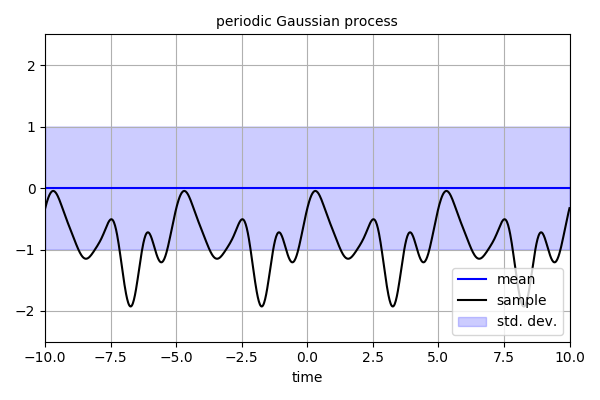 periodic Gaussian process
2
1
0
−1
−2
−10.0 −7.5 −5.0 −2.5 0.0 2.5 5.0 7.5 10.0
time
mean
sample
std. dev.